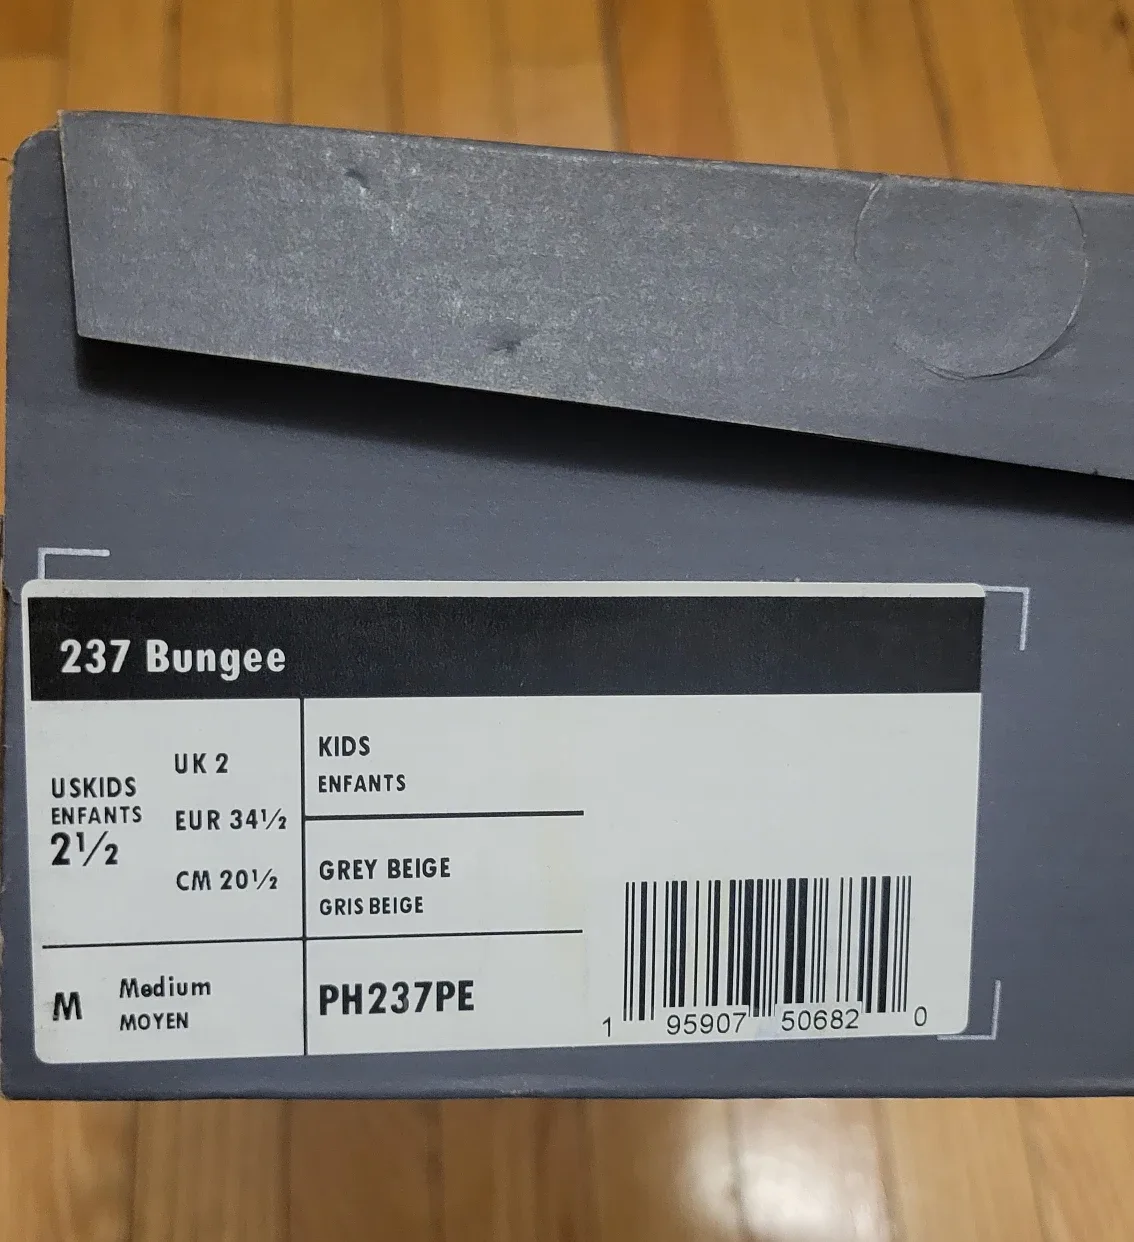 237 Bungee
USKIDS
ENFANTS
2½
UK 2
EUR 34½
CM 20½
KIDS
ENFANTS
GREY BEIGE
GRIS BEIGE
M
Medium
MOYEN
PH237PE
1 95907 50682 0